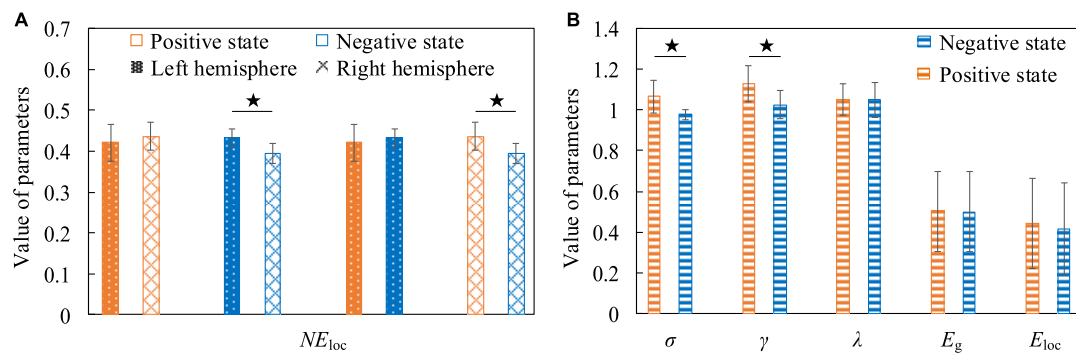 A
Value of parameters
0.7
0.6
0.5
0.4
0.3
0.2
0.1
0
Positive state
Negative state
Left hemisphere
Right hemisphere
★
★
NEloc
B
Value of parameters
1.4
1.2
1
0.8
0.6
0.4
0.2
0
★
★
Negative state
Positive state
σ γ λ Eg Eloc